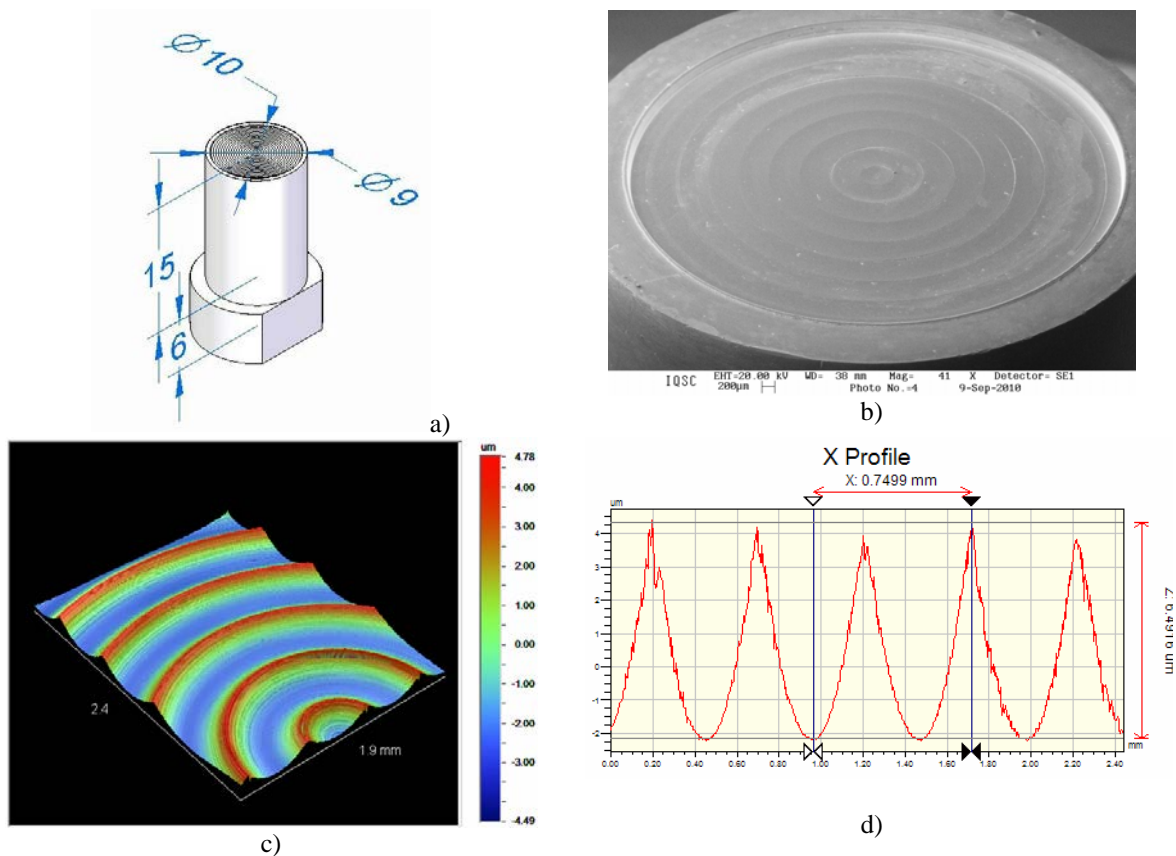 Ø10
Ø9
15
6
a)
IQSC EHT=20.00 kV WD= 38 mm Mag= 41 X Detector= SE1
200µm Photo No.=4 9-Sep-2010
b)
um
4.78
4.00
3.00
2.00
1.00
0.00
-1.00
-2.00
-3.00
-4.49
2.4
1.9 mm
c)
X Profile
X: 0.7499 mm
um
4
3
2
1
0
-1
-2
Z: 6.4916 um
mm
0.00 0.20 0.40 0.60 0.80 1.00 1.20 1.40 1.60 1.80 2.00 2.20 2.40
d)